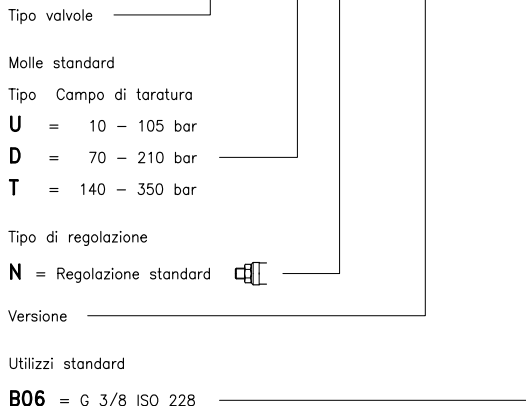 Tipo valvole
Molle standard
Tipo Campo di taratura
U = 10 – 105 bar
D = 70 – 210 bar
T = 140 – 350 bar
Tipo di regolazione
N = Regolazione standard
Versione
Utilizzi standard
B06 = G 3/8 ISO 228